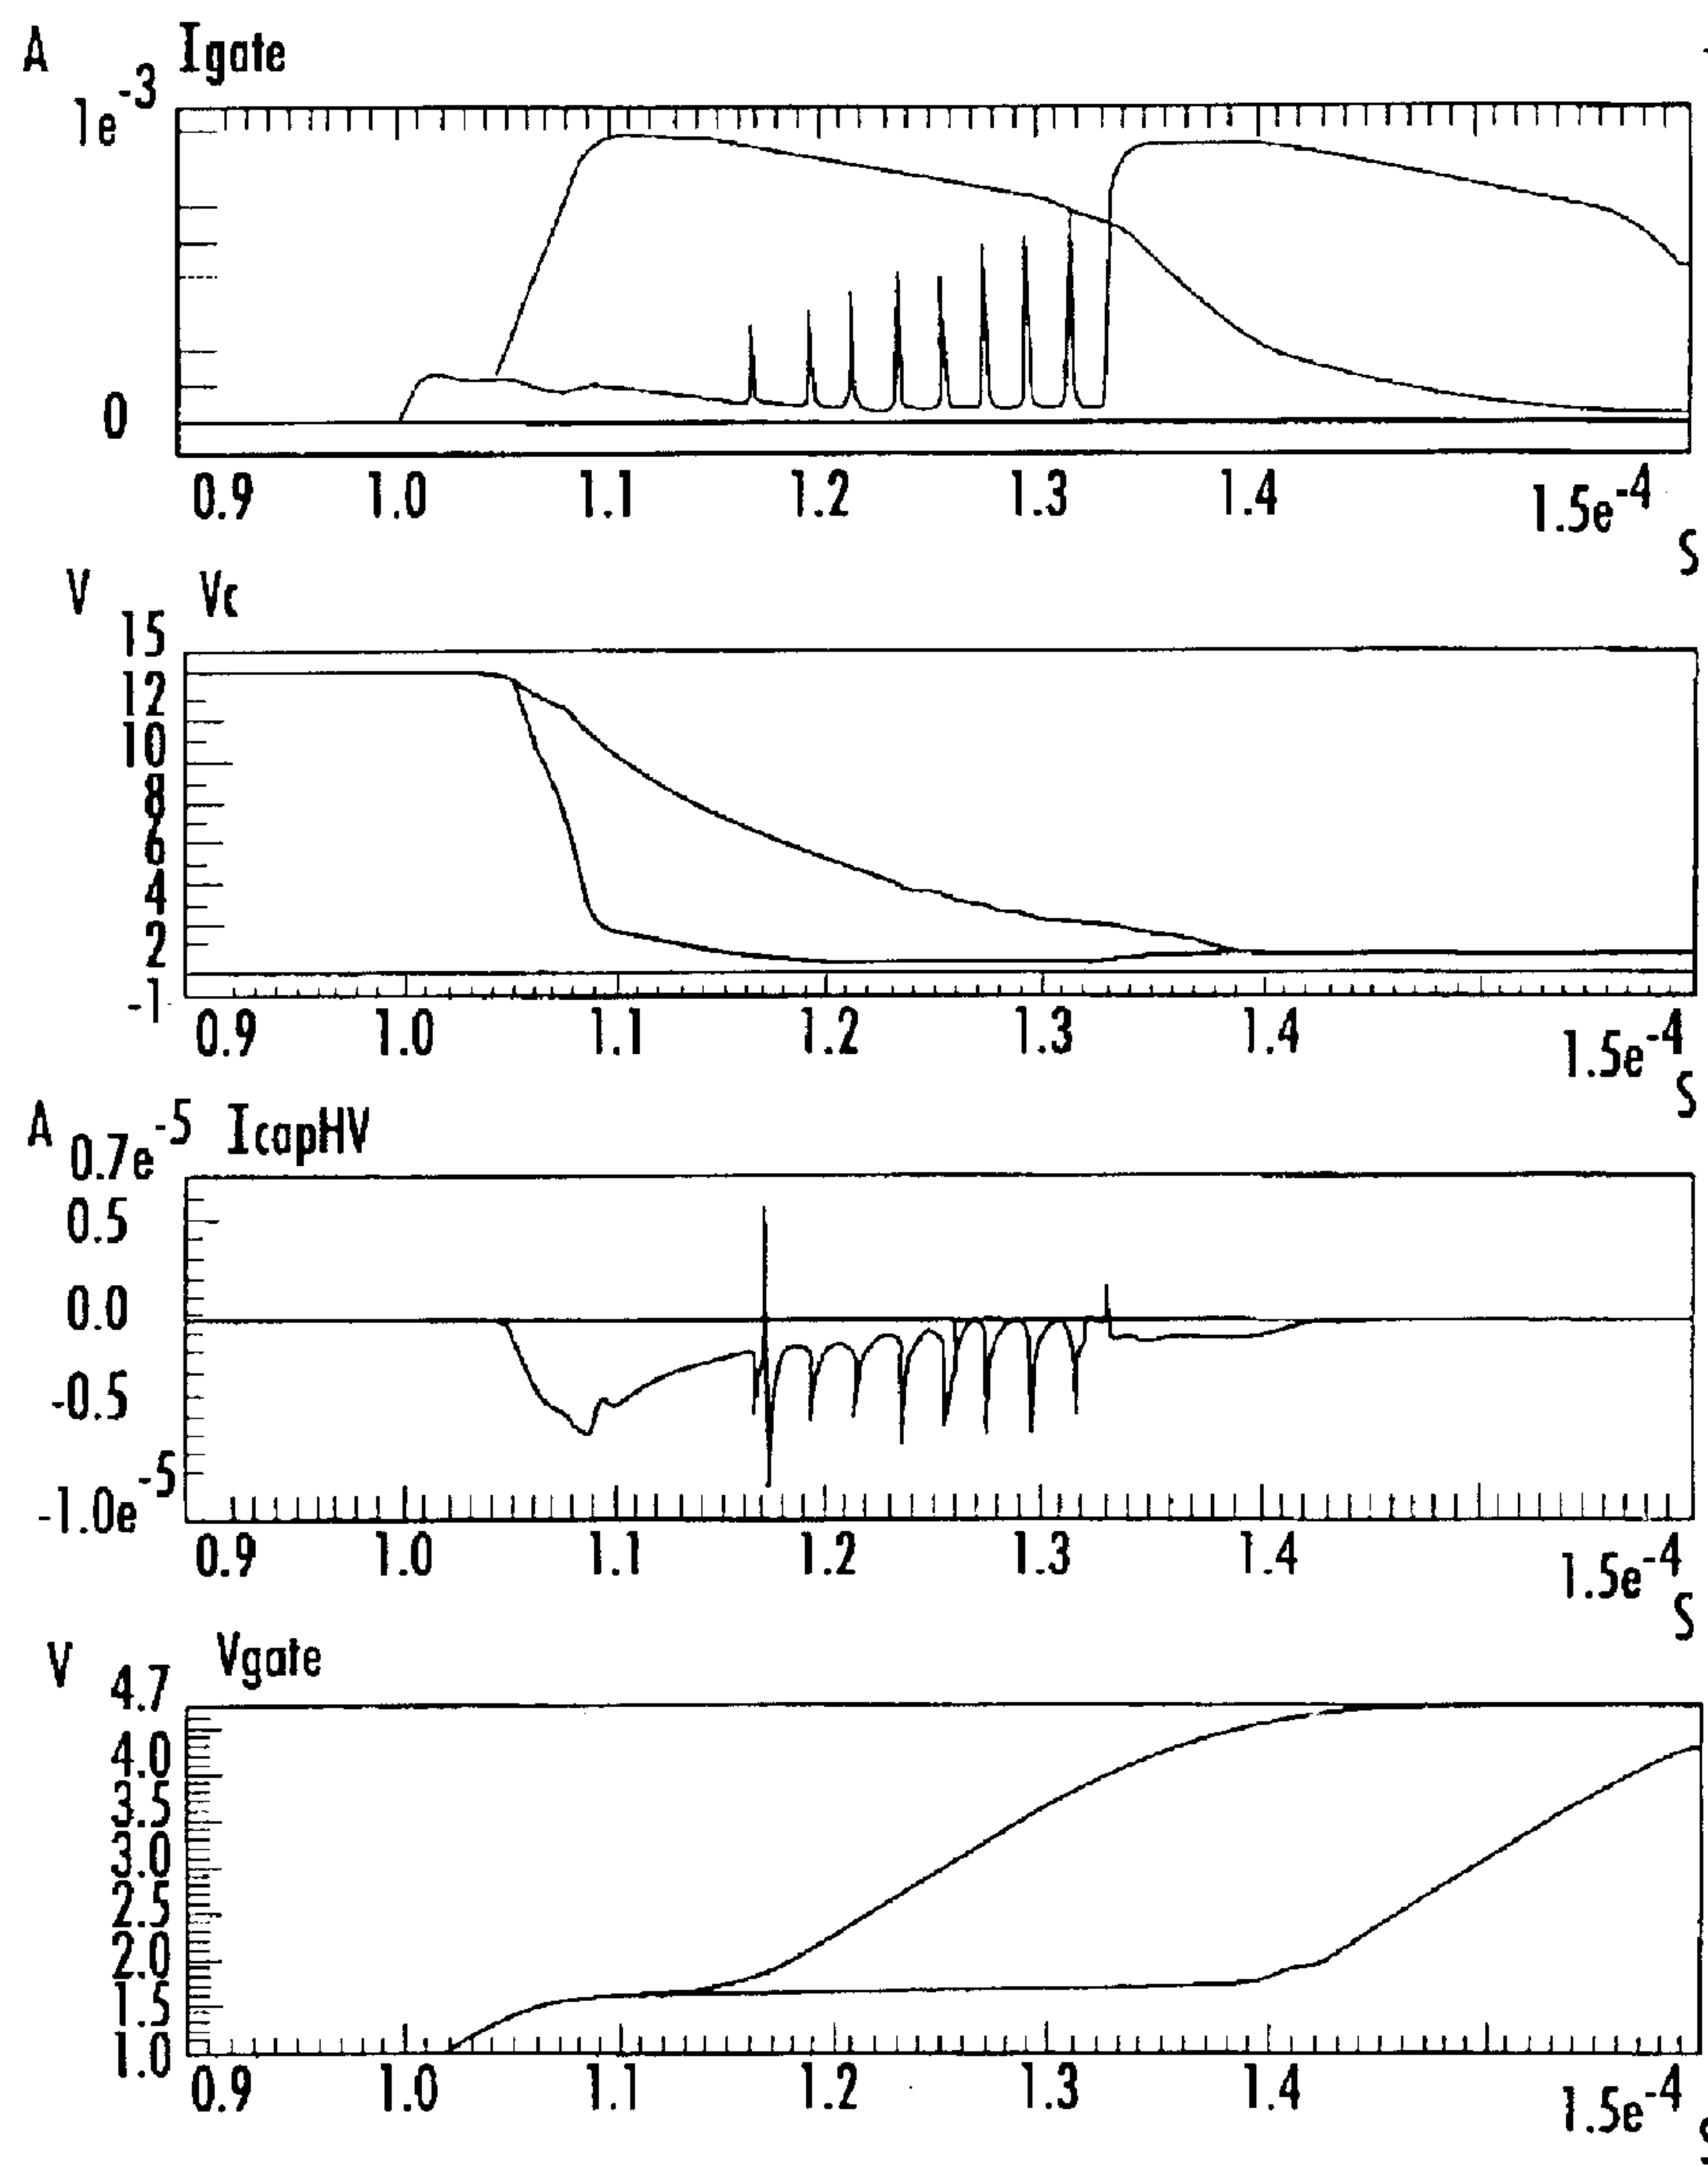 A Igate
1e-3
0
0.9 1.0 1.1 1.2 1.3 1.4 1.5e-4
S
V Vc
15
12
10
8
6
4
2
-1
0.9 1.0 1.1 1.2 1.3 1.4 1.5e-4
S
A 0.7e-5 IcapHV
0.5
0.0
-0.5
-1.0e-5
0.9 1.0 1.1 1.2 1.3 1.4 1.5e-4
S
V Vgate
4.7
4.0
3.5
3.0
2.5
2.0
1.5
1.0
0.9 1.0 1.1 1.2 1.3 1.4 1.5e-4
S